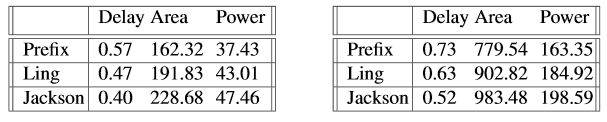 Delay Area Power
Prefix 0.57 162.32 37.43
Ling 0.47 191.83 43.01
Jackson 0.40 228.68 47.46
Delay Area Power
Prefix 0.73 779.54 163.35
Ling 0.63 902.82 184.92
Jackson 0.52 983.48 198.59